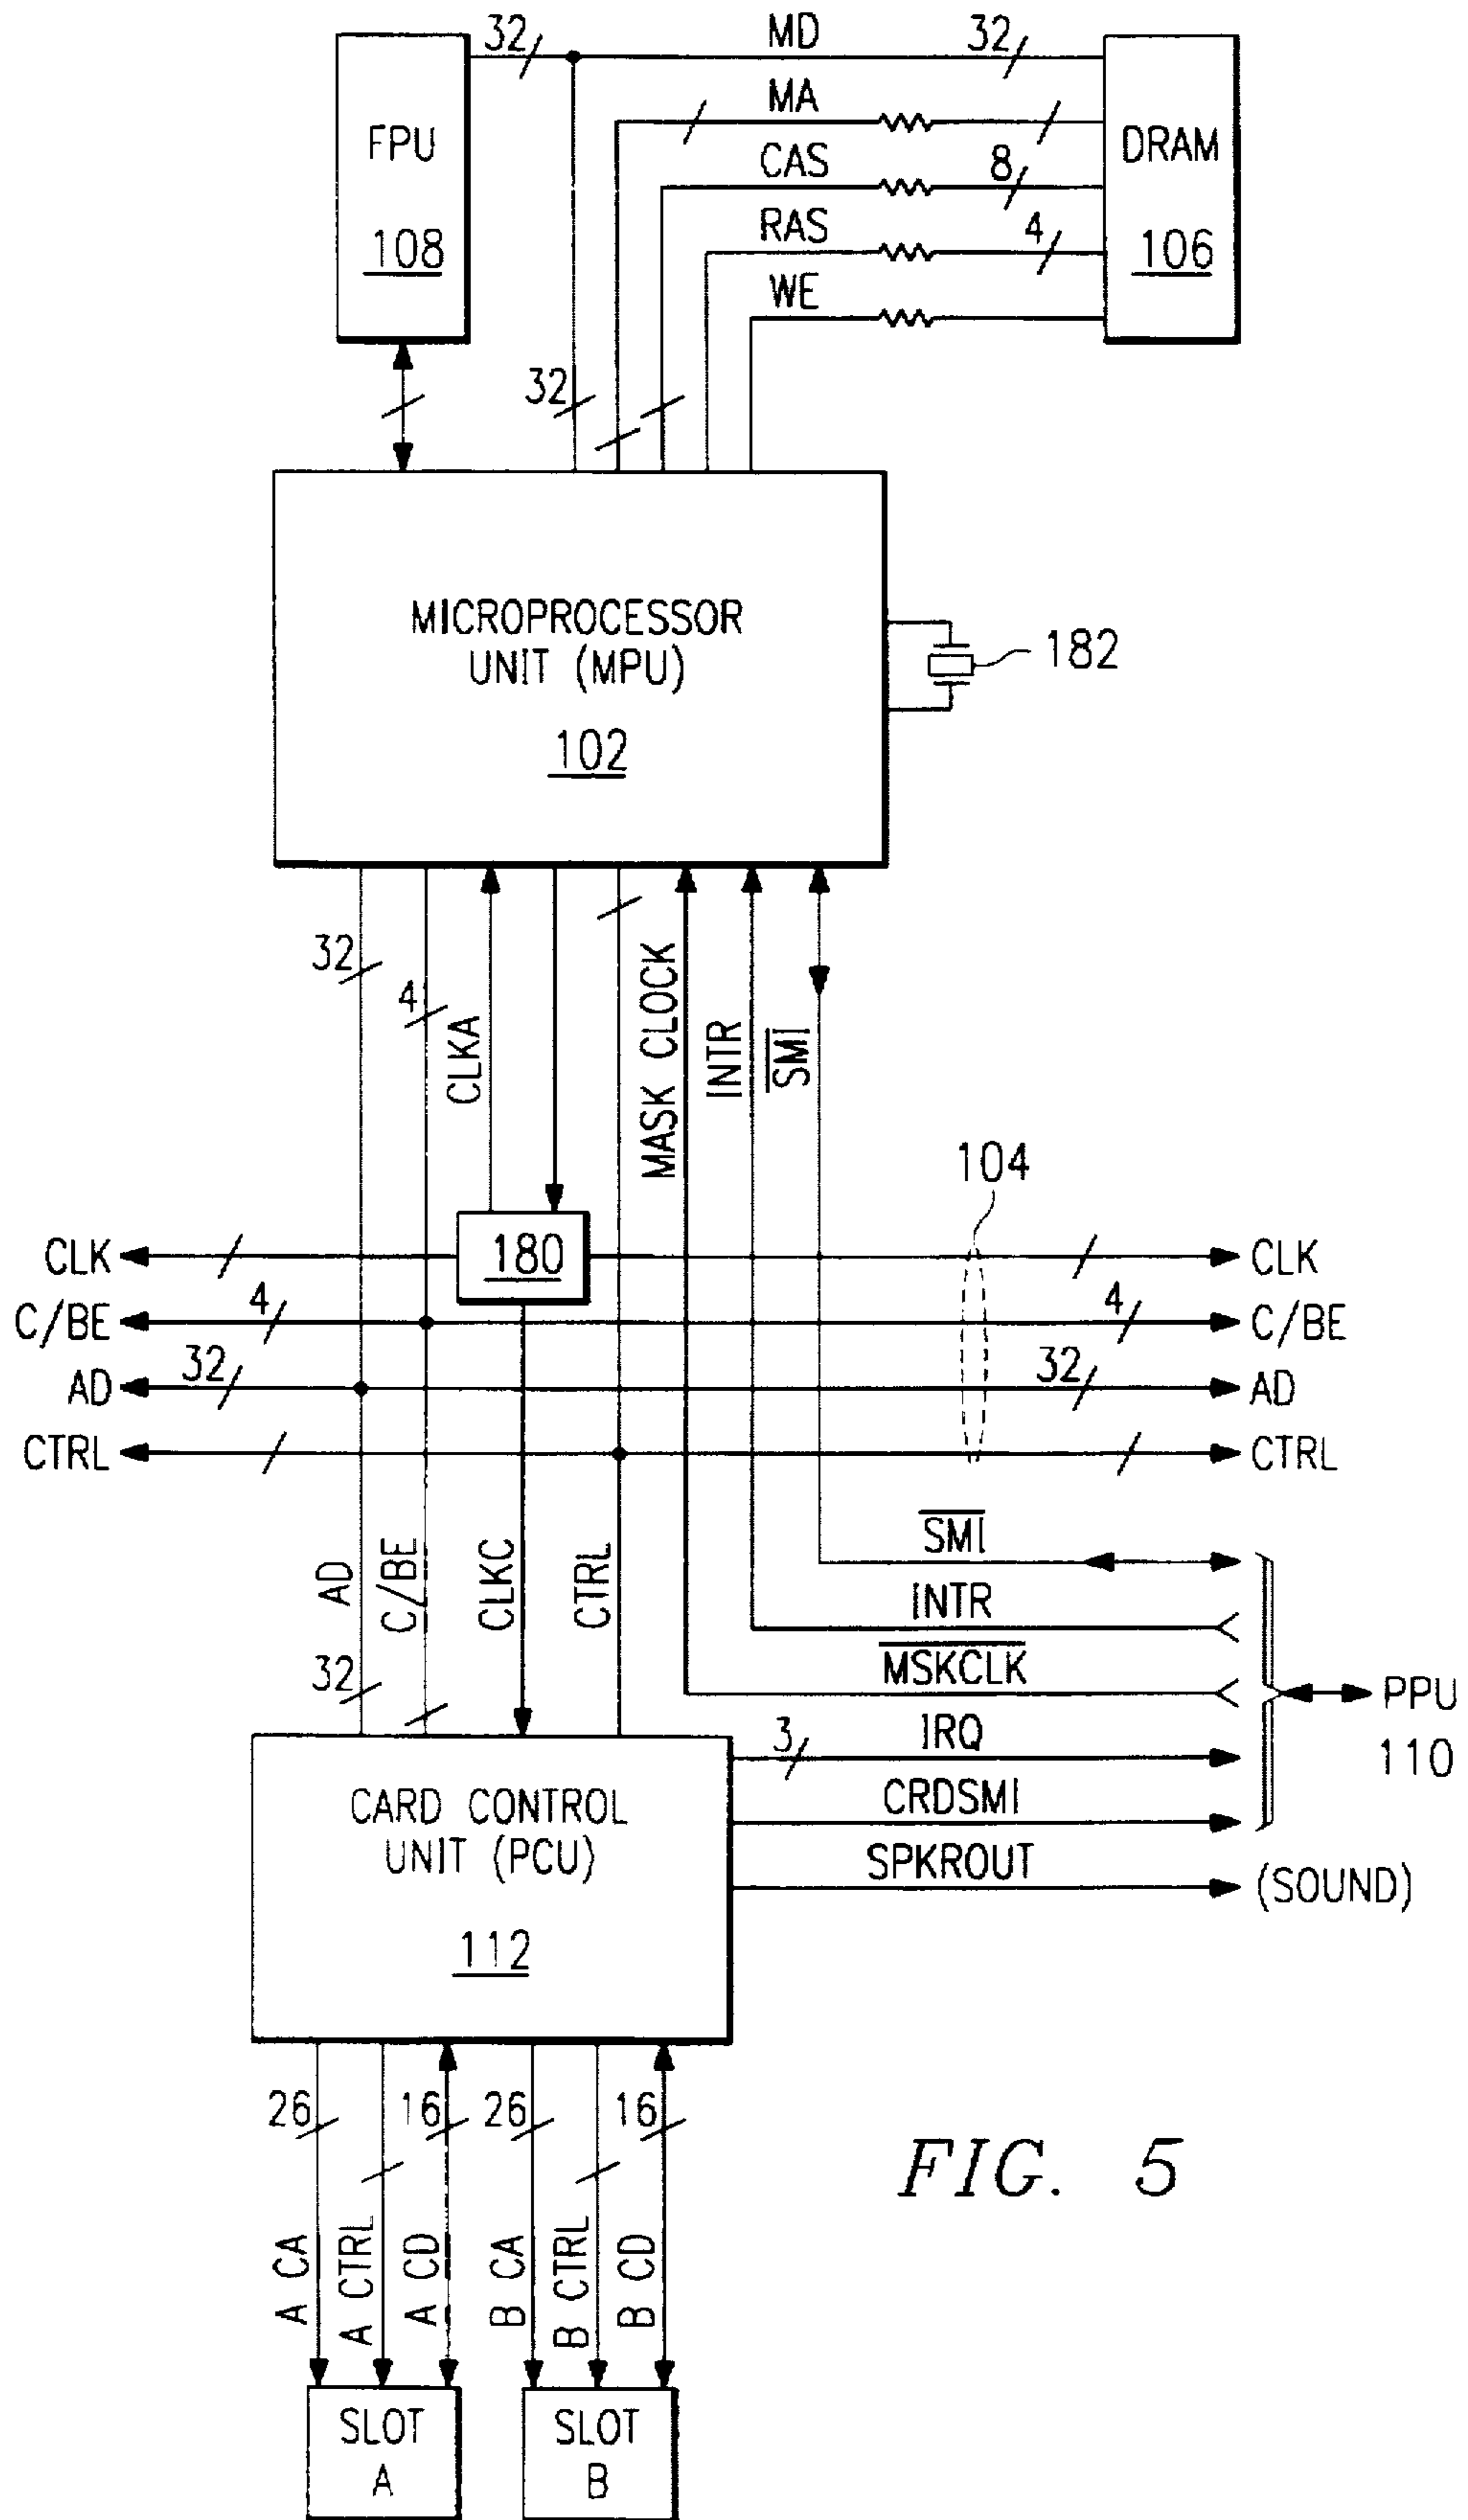 32 MD 32
MA
FPU
DRAM
CAS 8
108
RAS 4
106
WE
32
MICROPROCESSOR
UNIT (MPU)
182
102
32
4
CLKA
MASK CLOCK
INTR
SMI
104
CLK
180
CLK
C/BE 4
4 C/BE
AD 32
32 AD
CTRL
CTRL
AD
C/BE
CLKC
CTRL
SMI
INTR
32
MSKCLK
PPU
110
3 IRQ
CARD CONTROL
UNIT (PCU)
CRDSMI
SPKROUT
(SOUND)
112
26
16
26
16
A CA
A CTRL
A CD
B CA
B CTRL
B CD
FIG. 5
SLOT
A
SLOT
B